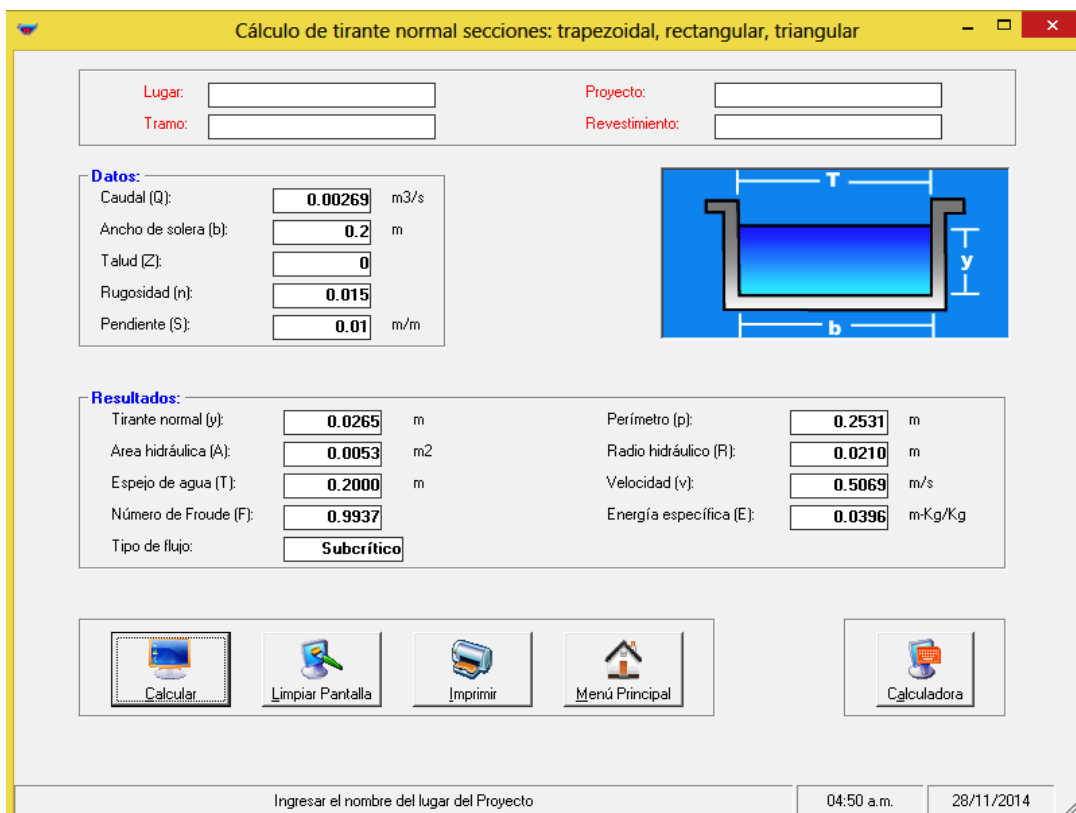 Cálculo de tirante normal secciones: trapezoidal, rectangular, triangular
Lugar: Proyecto:
Tramo: Revestimiento:
Datos:
Caudal (Q): 0.00269 m3/s
Ancho de solera (b): 0.2 m
Talud (Z): 0
Rugosidad (n): 0.015
Pendiente (S): 0.01 m/m
T
y
b
Resultados:
Tirante normal (y): 0.0265 m Perímetro (p): 0.2531 m
Area hidráulica (A): 0.0053 m2 Radio hidráulico (R): 0.0210 m
Espejo de agua (T): 0.2000 m Velocidad (v): 0.5069 m/s
Número de Froude (F): 0.9937 Energía específica (E): 0.0396 m-Kg/Kg
Tipo de flujo: Subcrítico
Calcular Limpiar Pantalla Imprimir Menú Principal Calculadora
Ingresar el nombre del lugar del Proyecto 04:50 a.m. 28/11/2014